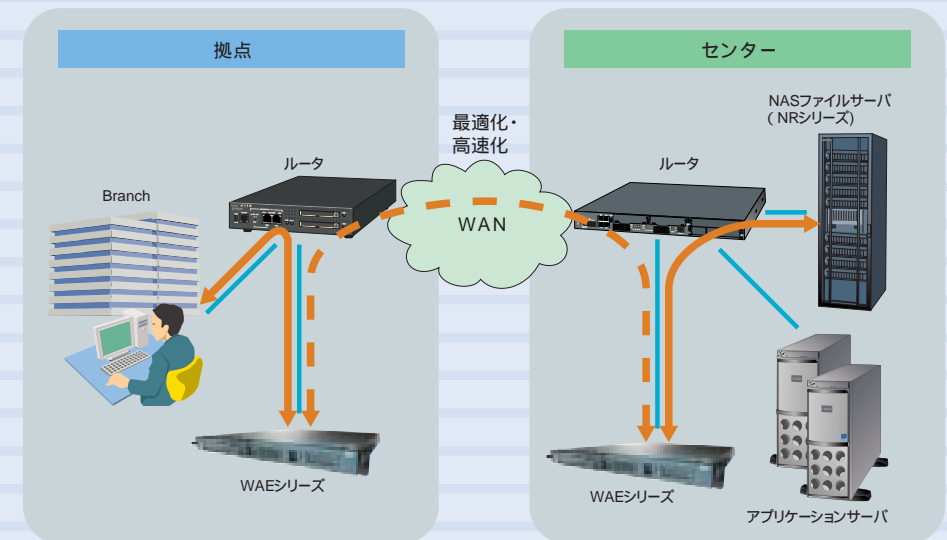 拠点
センター
最適化・
高速化
NASファイルサーバ
( NRシリーズ)
ルータ
ルータ
Branch
WAN
WAEシリーズ
WAEシリーズ
アプリケーションサーバ